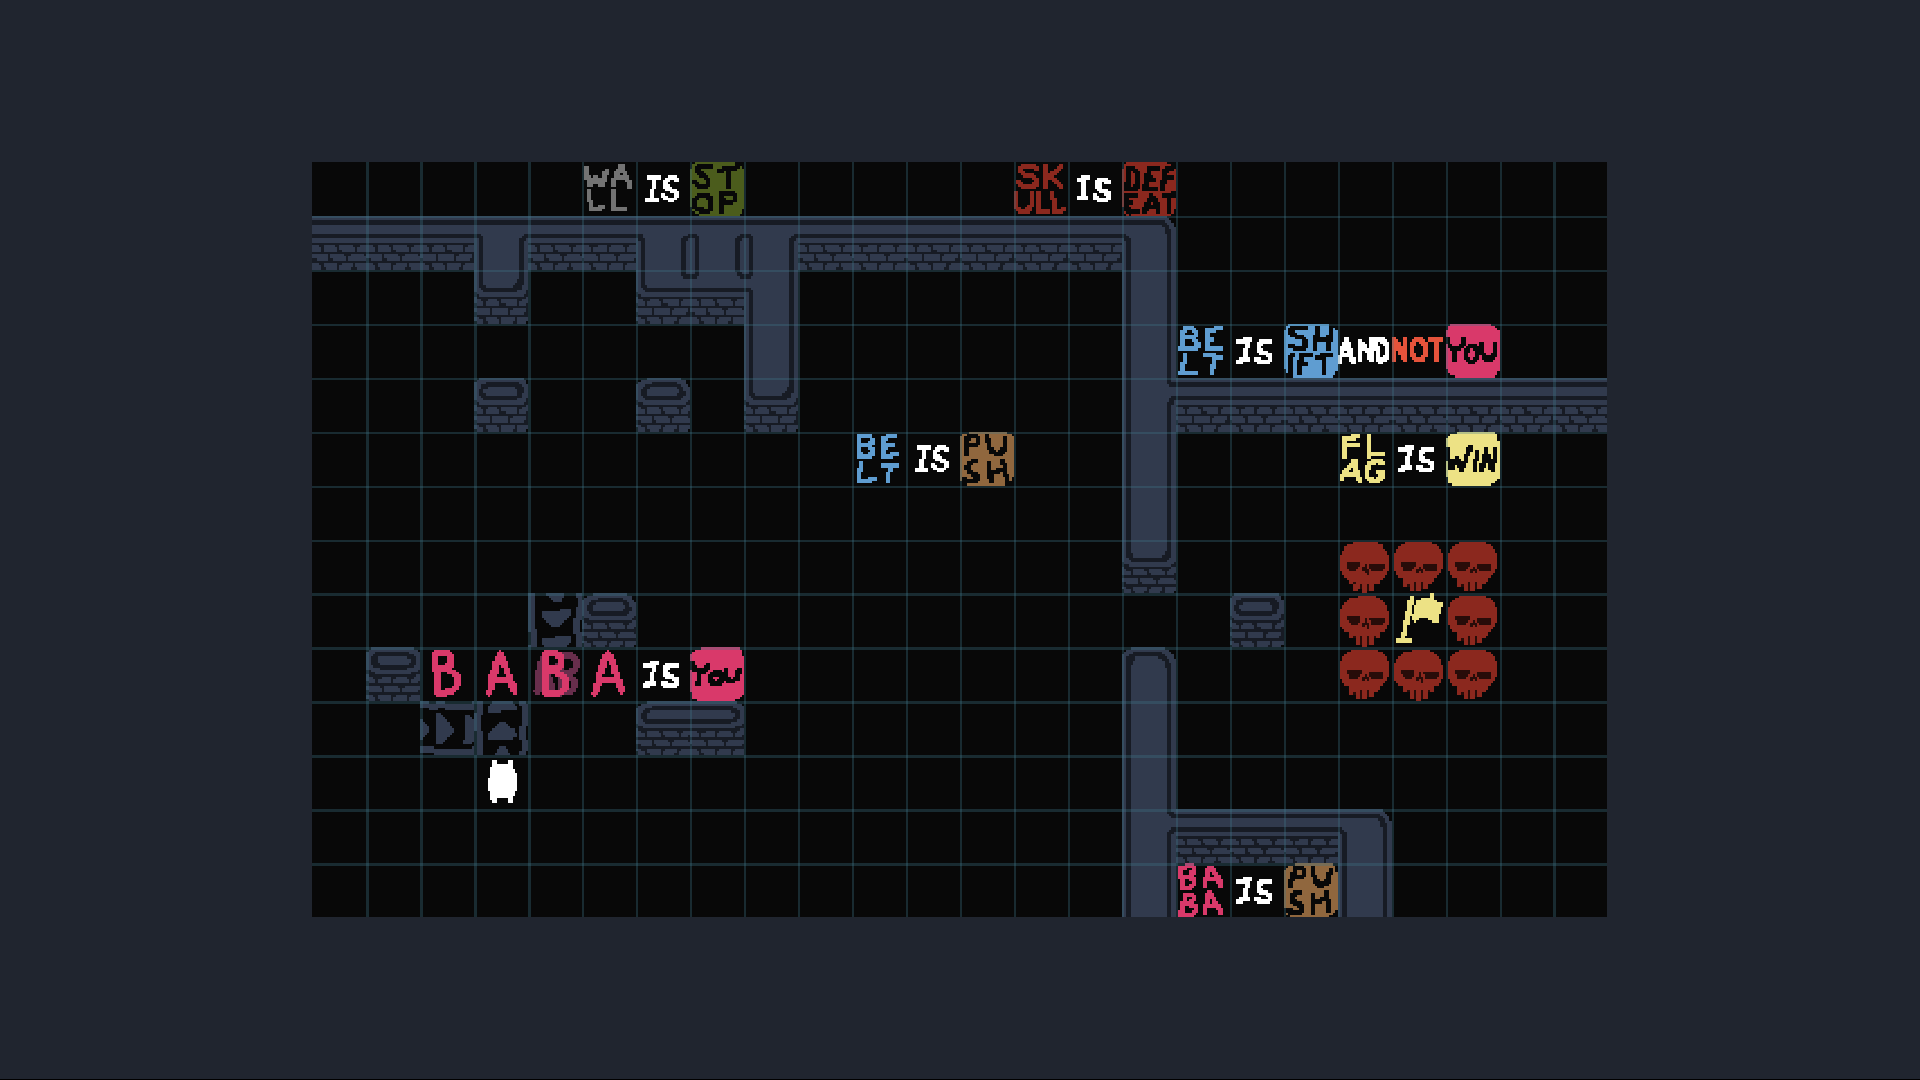 WALL IS STOP
SKULL IS DEFEAT
BELT IS SHIFT AND NOT YOU
BELT IS PUSH
FLAG IS WIN
B A B A IS YOU
BABA IS PUSH